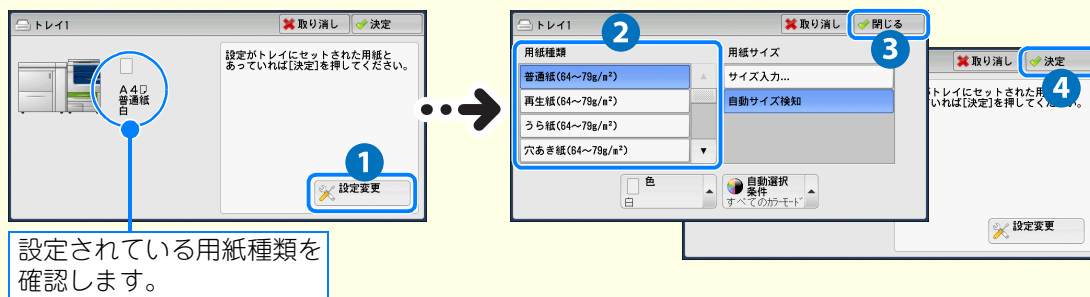 トレイ1
取り消し
決定
設定がトレイにセットされた用紙と
あっていれば[決定]を押してください。
A4
普通紙
白
1
設定変更
設定されている用紙種類を
確認します。
トレイ1
取り消し
閉じる
2
3
用紙種類
用紙サイズ
普通紙(64〜79g/m²)
サイズ入力...
再生紙(64〜79g/m²)
自動サイズ検知
うら紙(64〜79g/m²)
穴あき紙(64〜79g/m²)
色
白
自動選択
条件
すべてのカラーモード
取り消し
決定
4
トレイにセットされた用
いれば[決定]を押してく
設定変更